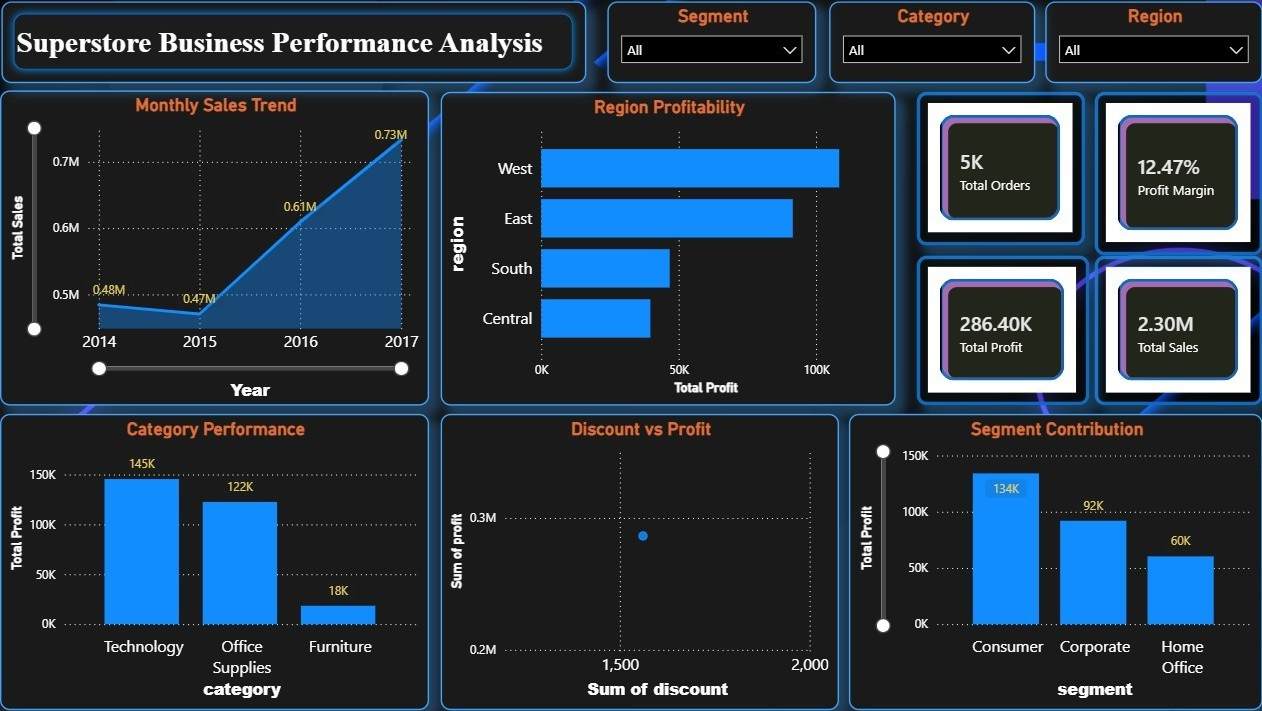 Superstore Business Performance Analysis
Segment
All
Category
All
Region
All
Monthly Sales Trend
Total Sales
0.7M
0.6M
0.5M
0.48M
0.47M
0.61M
0.73M
2014 2015 2016 2017
Year
Region Profitability
region
West
East
South
Central
0K 50K 100K
Total Profit
5K
Total Orders
12.47%
Profit Margin
286.40K
Total Profit
2.30M
Total Sales
Category Performance
Total Profit
150K
100K
50K
0K
145K
122K
18K
Technology
Office
Supplies
Furniture
category
Discount vs Profit
Sum of profit
0.3M
0.2M
1,500 2,000
Sum of discount
Segment Contribution
Total Profit
150K
100K
50K
0K
134K
92K
60K
Consumer
Corporate
Home
Office
segment